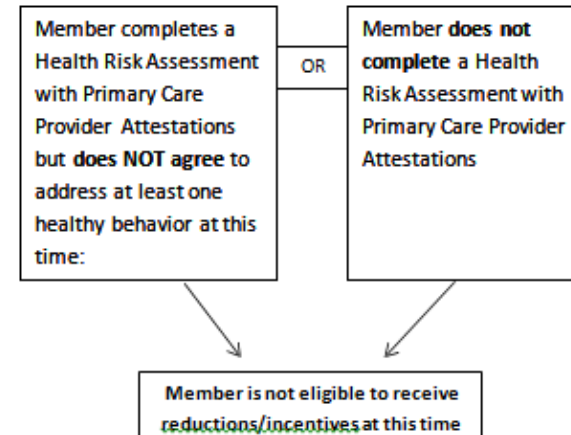 Member completes a
Health Risk Assessment
with Primary Care
Provider Attestations
but does NOT agree to
address at least one
healthy behavior at this
time:
OR
Member does not
complete a Health
Risk Assessment with
Primary Care Provider
Attestations
Member is not eligible to receive
reductions/incentives at this time